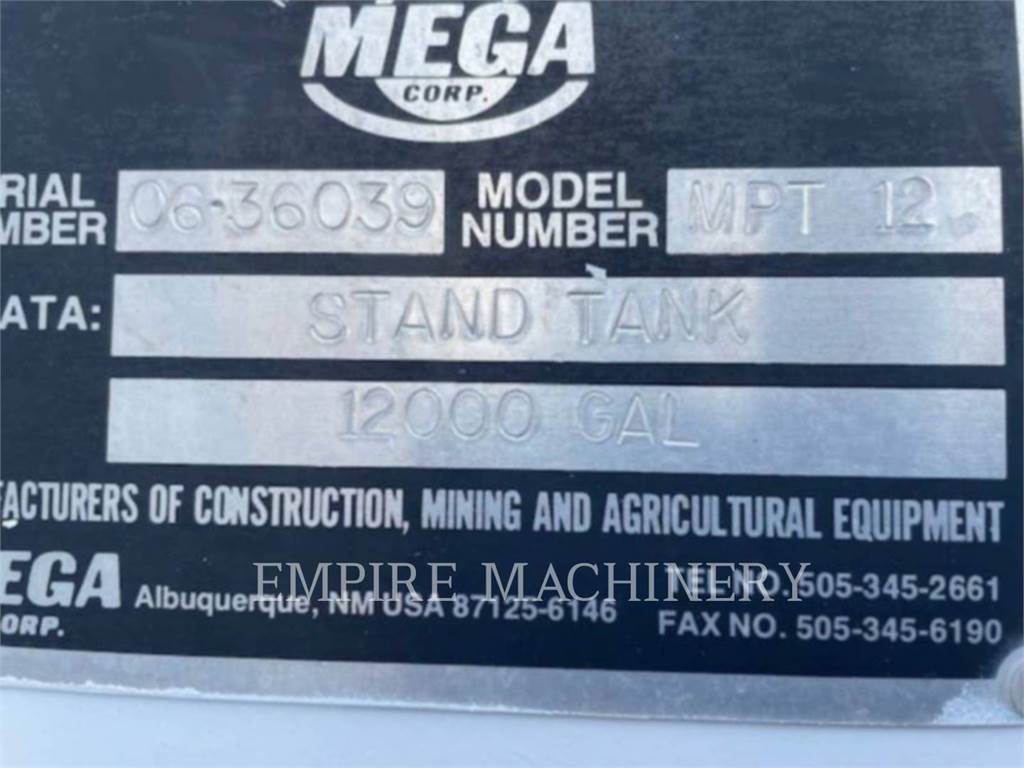 MEGA
CORP.
RIAL
MBER
06-36039
MODEL
NUMBER
MPT 12
ATA:
STAND TANK
12000 GAL
FACTURERS OF CONSTRUCTION, MINING AND AGRICULTURAL EQUIPMENT
EGA
ORP.
Albuquerque, NM USA 87125-6146
TEL NO. 505-345-2661
FAX NO. 505-345-6190
EMPIRE MACHINERY